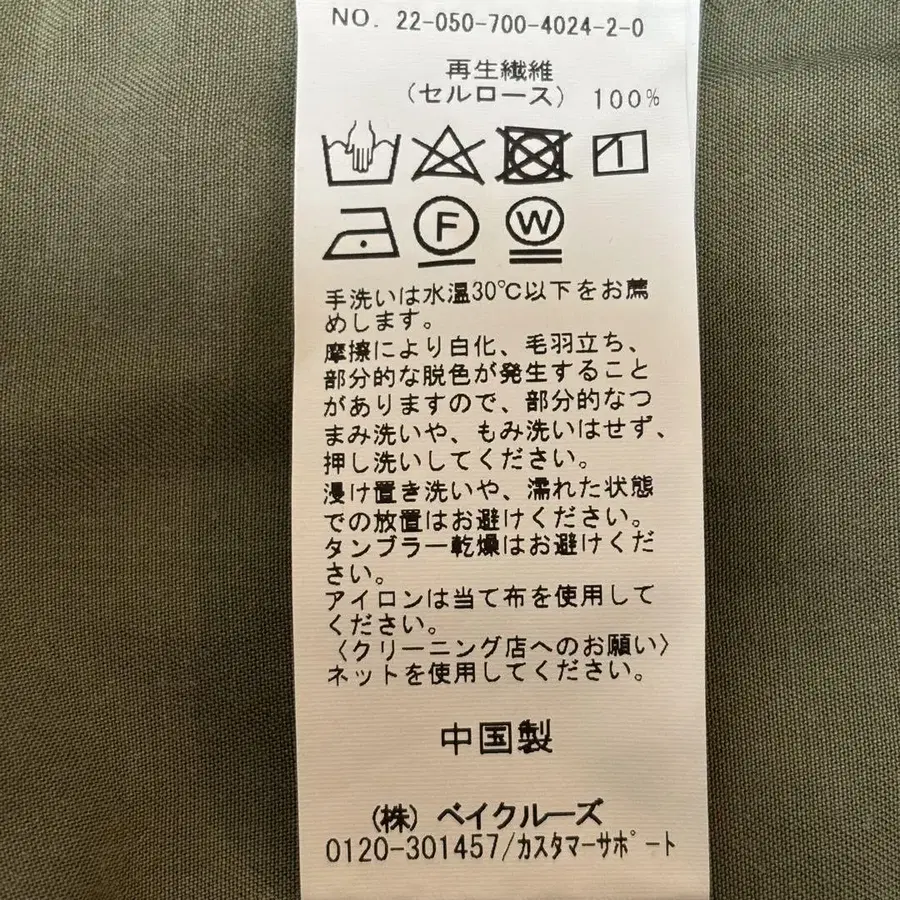 NO. 22-050-700-4024-2-0
再生繊維
(セルロース) 100%
F W
手洗いは水温30℃以下をお薦
めします。
摩擦により白化、毛羽立ち、
部分的な脱色が発生すること
がありますので、部分的なつ
まみ洗いや、もみ洗いはせず、
押し洗いしてください。
浸け置き洗いや、濡れた状態
での放置はお避けください。
タンブラー乾燥はお避けくだ
さい。
アイロンは当て布を使用して
ください。
〈クリーニング店へのお願い〉
ネットを使用してください。
中国製
(株) ベイクルーズ
0120-301457/カスタマーサポート